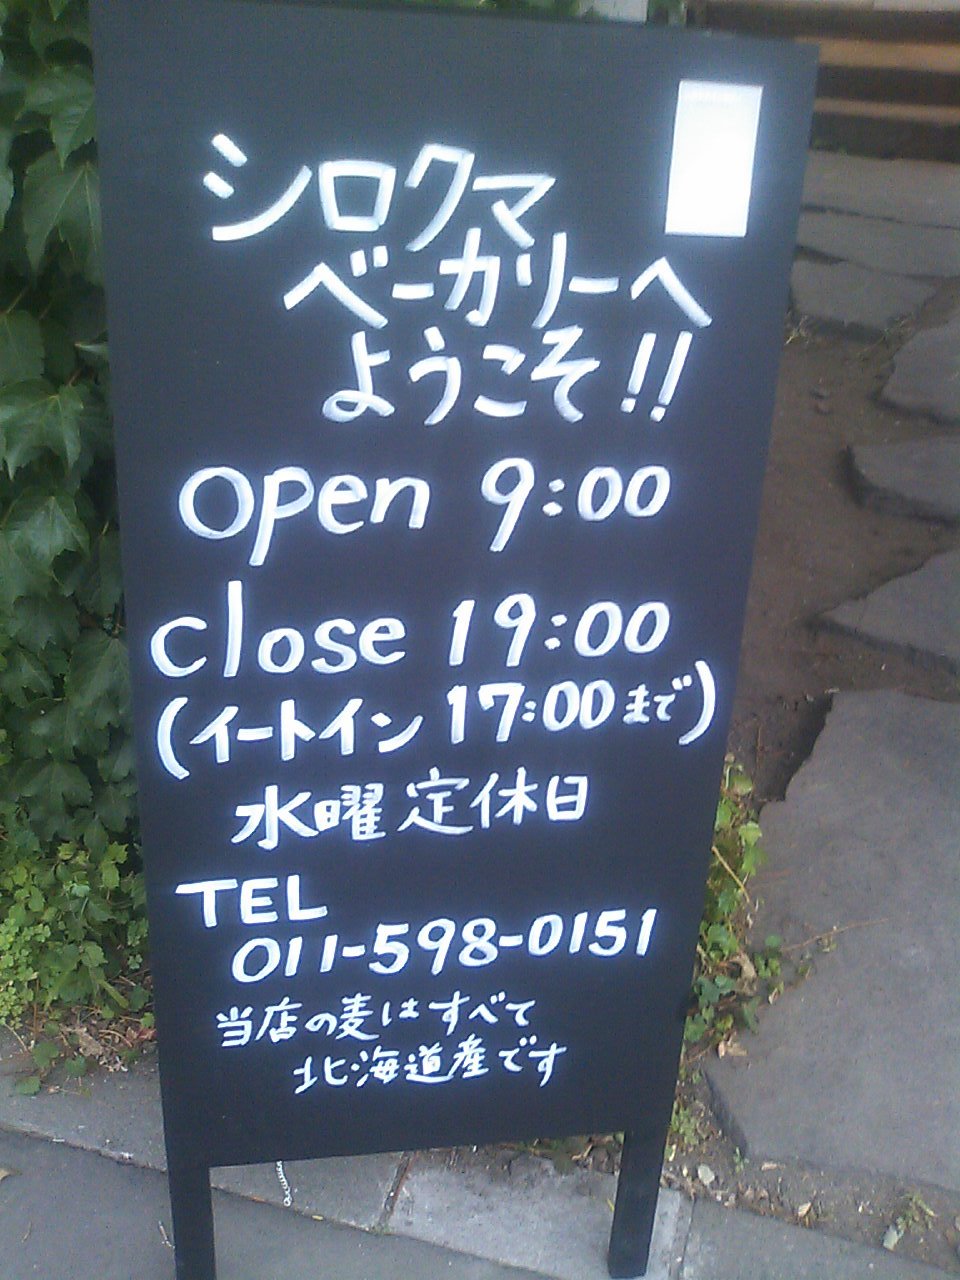 シロクマ
ベーカリーへ
ようこそ!!
open 9:00
close 19:00
(イートイン 17:00まで)
水曜定休日
TEL
011-598-0151
当店の麦はすべて
北海道産です